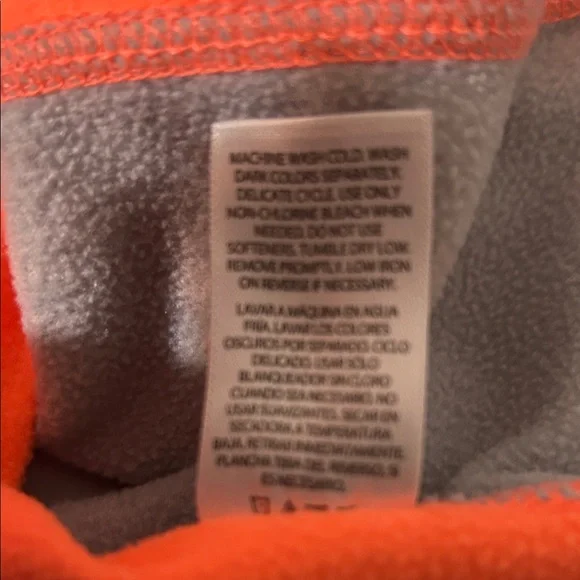 MACHINE WASH COLD. WASH
DARK COLORS SEPARATELY.
DELICATE CYCLE. USE ONLY
NON-CHLORINE BLEACH WHEN
NEEDED. DO NOT USE
SOFTENERS. TUMBLE DRY LOW.
REMOVE PROMPTLY. LOW IRON
ON REVERSE IF NECESSARY.
LAVAR A MÁQUINA EN AGUA
FRIA. LAVAR LOS COLORES
OSCUROS POR SEPARADO. CICLO
DELICADO. USAR SOLO
BLANQUEADOR SIN CLORO
CUANDO SEA NECESARIO. NO
USAR SUAVIZANTES. SECAR EN
SECADORA A TEMPERATURA
BAJA. RETIRAR INMEDIATAMENTE.
PLANCHA TIBIA DEL REVERSO, SI
ES NECESARIO.